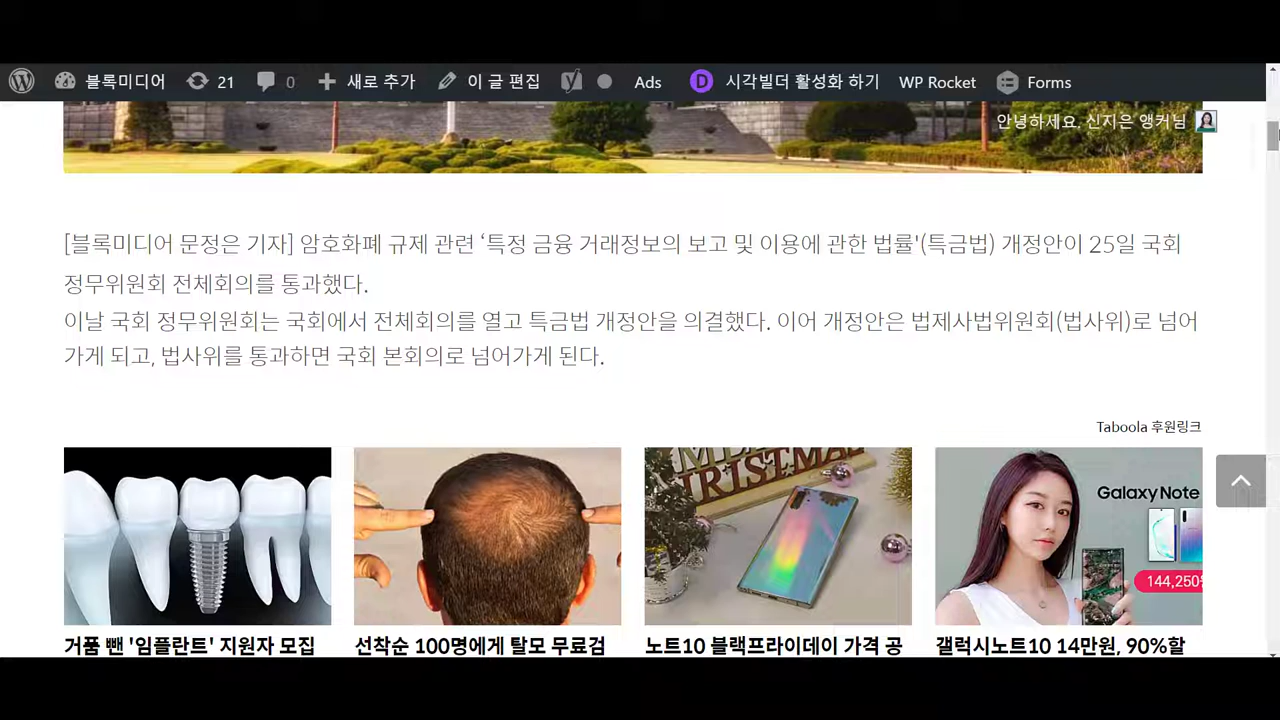 블록미디어 21 0 새로 추가 이 글 편집 Ads 시각빌더 활성화 하기 WP Rocket Forms
안녕하세요, 신지은 앵커님
[블록미디어 문정은 기자] 암호화폐 규제 관련 ‘특정 금융 거래정보의 보고 및 이용에 관한 법률'(특금법) 개정안이 25일 국회
정무위원회 전체회의를 통과했다.
이날 국회 정무위원회는 국회에서 전체회의를 열고 특금법 개정안을 의결했다. 이어 개정안은 법제사법위원회(법사위)로 넘어
가게 되고, 법사위를 통과하면 국회 본회의로 넘어가게 된다.
Taboola 후원링크
ISTMA
Galaxy Note
144,250
거품 뺀 '임플란트' 지원자 모집
선착순 100명에게 탈모 무료검
노트10 블랙프라이데이 가격 공
갤럭시노트10 14만원, 90%할